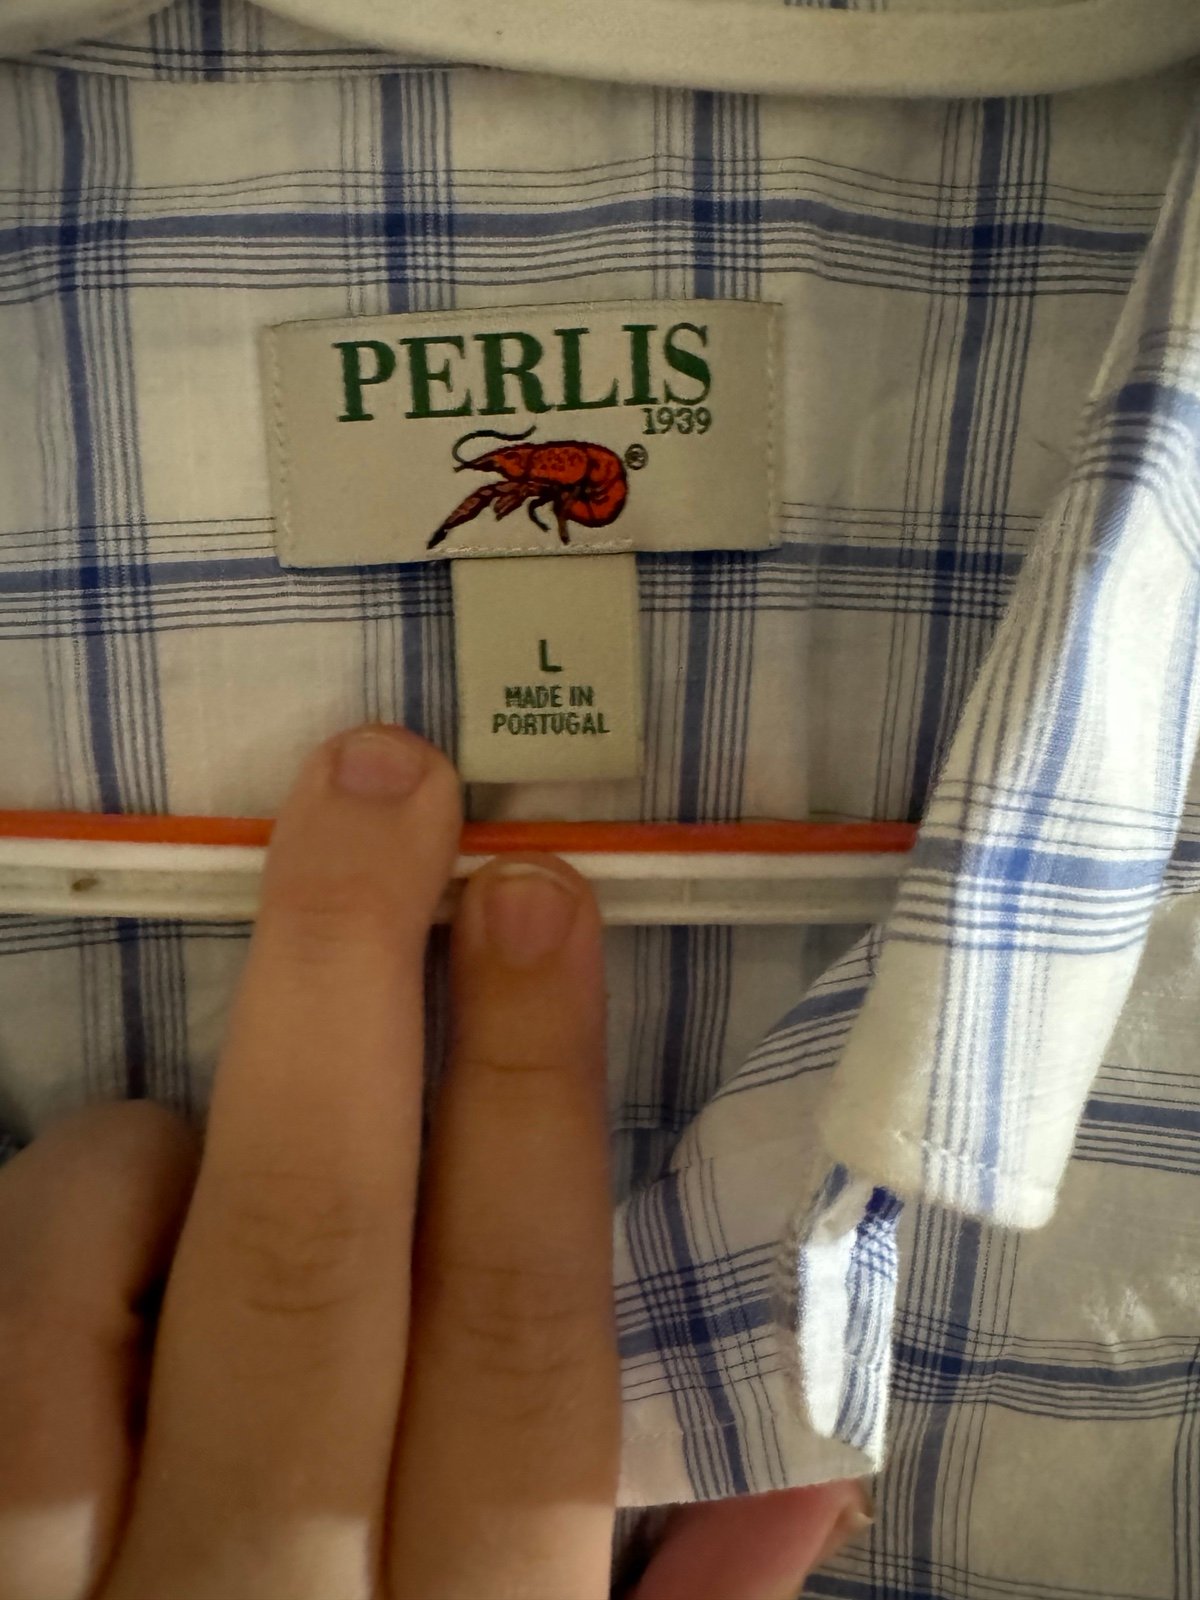 PERLIS
1939
®
L
MADE IN
PORTUGAL